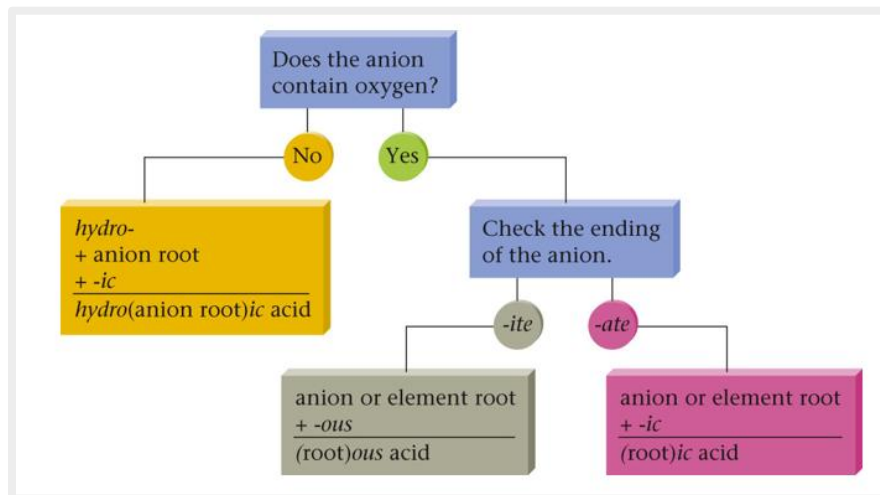 Does the anion
contain oxygen?
No
Yes
hydro-
+ anion root
+ -ic
hydro(anion root)ic acid
Check the ending
of the anion.
-ite
-ate
anion or element root
+ -ous
(root)ous acid
anion or element root
+ -ic
(root)ic acid